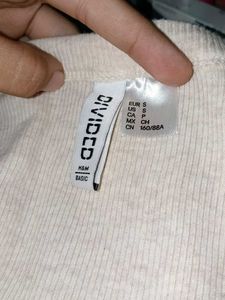 DIVIDED
H&M
BASIC
EUR S
US S
CA P
MX CH
CN 160/88A